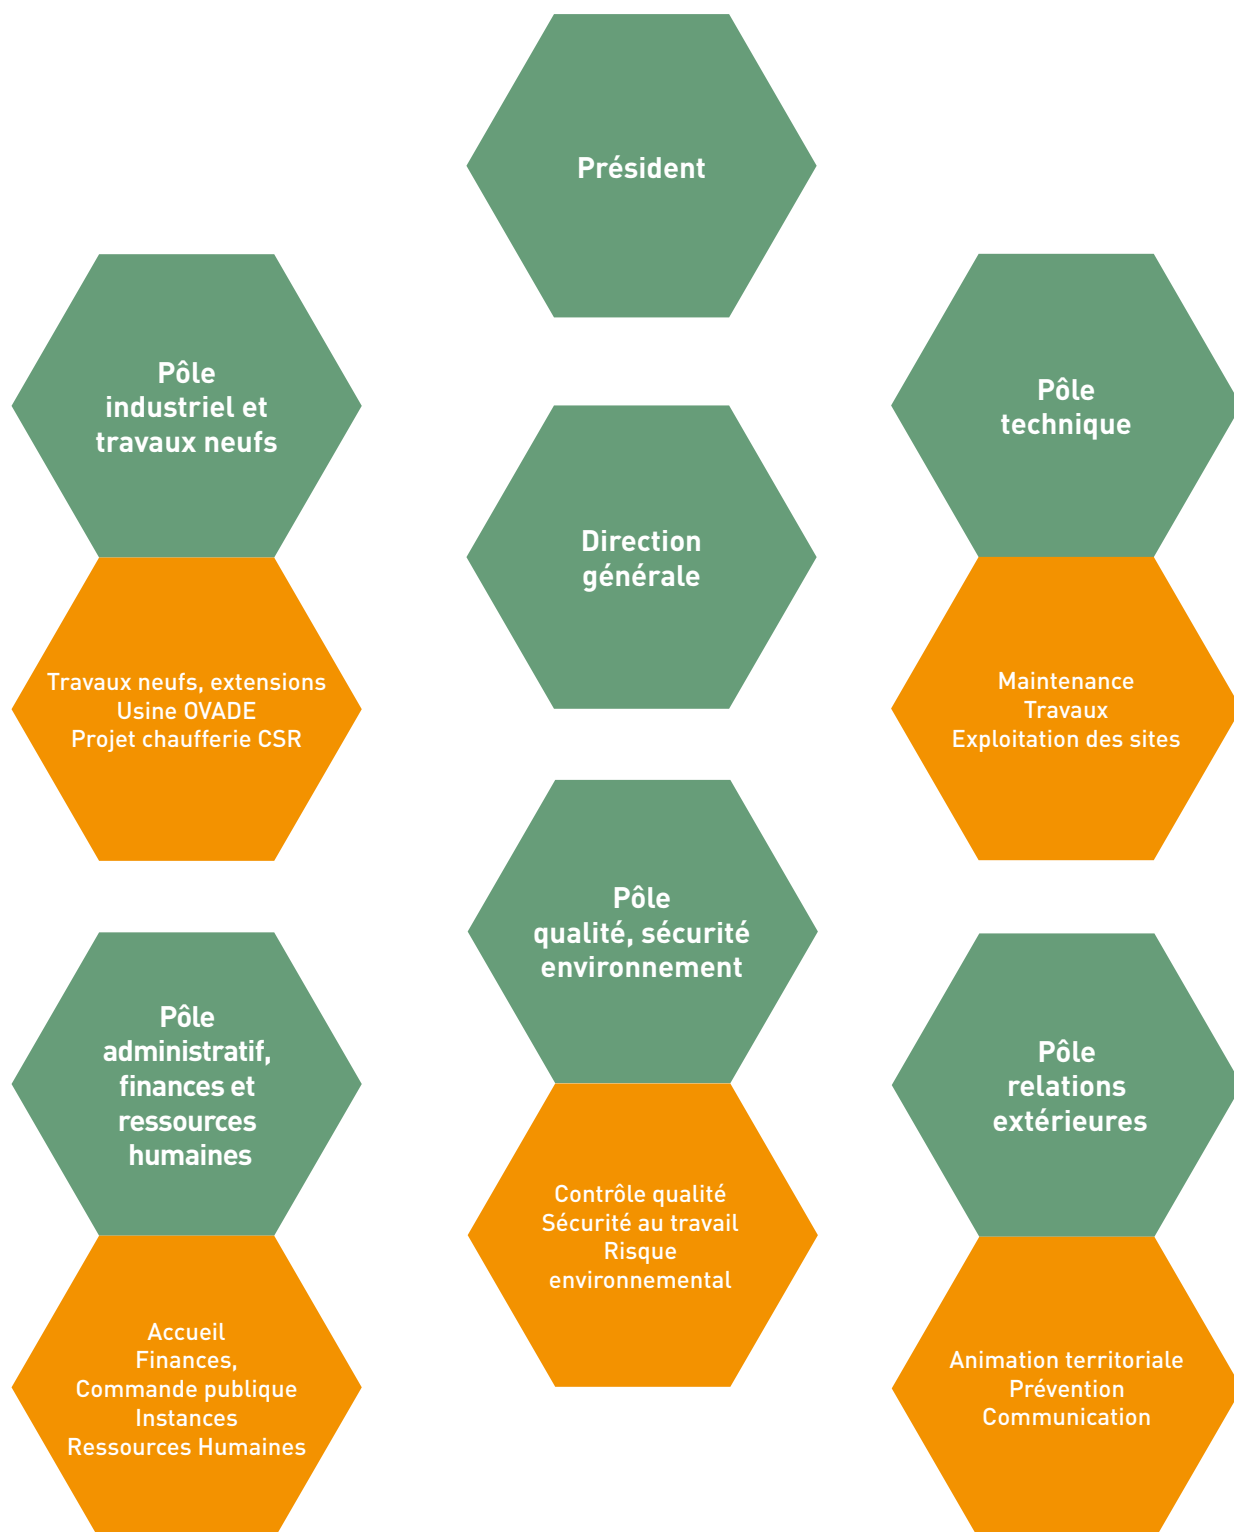 Président
Pôle
industriel et
travaux neufs
Pôle
technique
Direction
générale
Travaux neufs, extensions
Usine OVADE
Projet chaufferie CSR
Maintenance
Travaux
Exploitation des sites
Pôle
qualité, sécurité
environnement
Pôle
administratif,
finances et
ressources
humaines
Pôle
relations
extérieures
Contrôle qualité
Sécurité au travail
Risque
environnemental
Accueil
Finances,
Commande publique
Instances
Ressources Humaines
Animation territoriale
Prévention
Communication